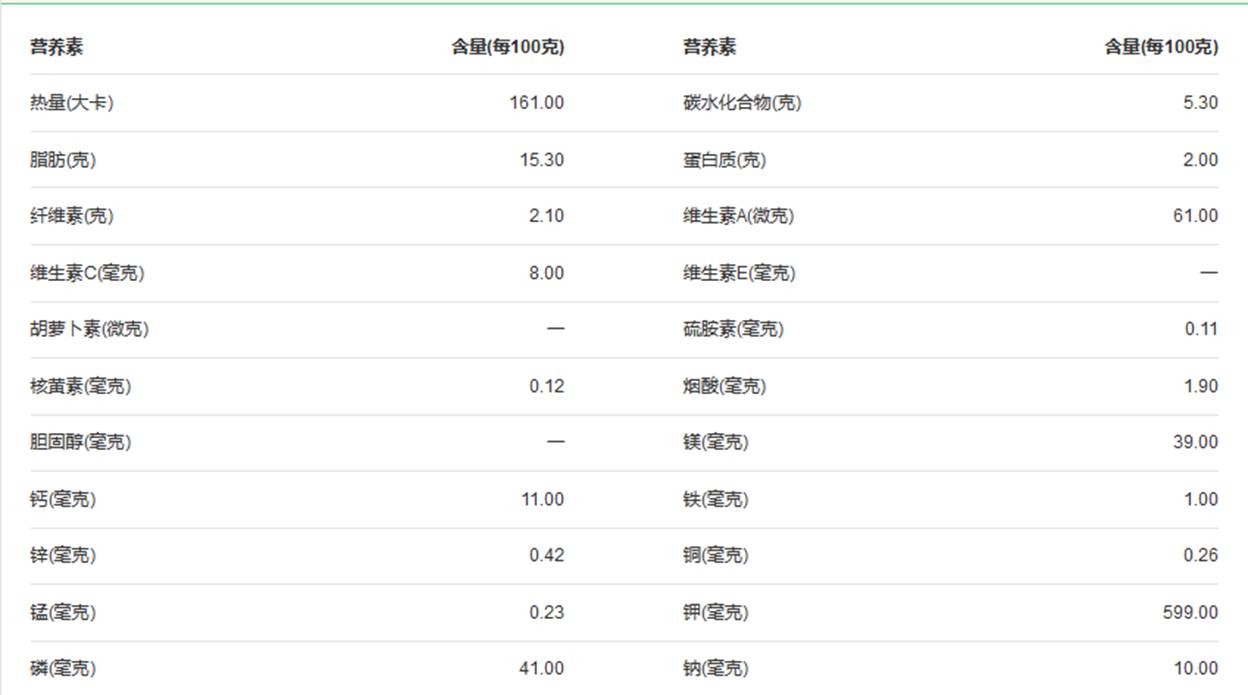 营养素 含量(每100克) 营养素 含量(每100克)
热量(大卡) 161.00 碳水化合物(克) 5.30
脂肪(克) 15.30 蛋白质(克) 2.00
纤维素(克) 2.10 维生素A(微克) 61.00
维生素C(毫克) 8.00 维生素E(毫克) —
胡萝卜素(微克) — 硫胺素(毫克) 0.11
核黄素(毫克) 0.12 烟酸(毫克) 1.90
胆固醇(毫克) — 镁(毫克) 39.00
钙(毫克) 11.00 铁(毫克) 1.00
锌(毫克) 0.42 铜(毫克) 0.26
锰(毫克) 0.23 钾(毫克) 599.00
磷(毫克) 41.00 钠(毫克) 10.00